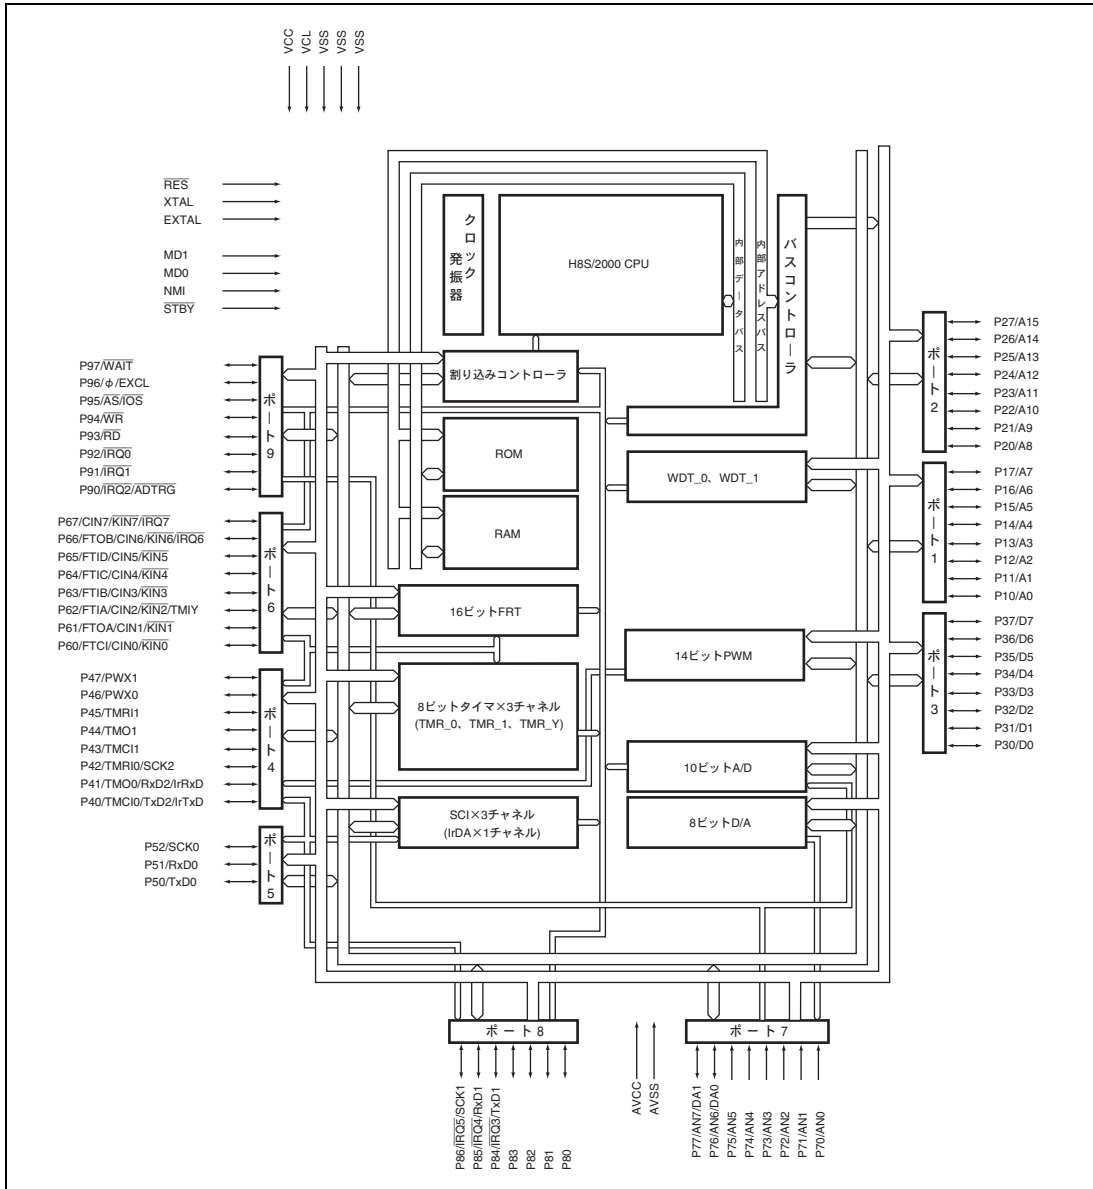 VCC
VCL
VSS
VSS
VSS
RES
XTAL
EXTAL
MD1
MD0
NMI
STBY
クロック
発振器
H8S/2000 CPU
内部データバス
内部アドレスバス
バスコントローラ
割り込みコントローラ
ROM
RAM
WDT_0、WDT_1
16ビットFRT
14ビットPWM
8ビットタイマ×3チャネル
(TMR_0、TMR_1、TMR_Y)
10ビットA/D
SCI×3チャネル
(IrDA×1チャネル)
8ビットD/A
P97/WAIT
P96/φ/EXCL
P95/AS/IOS
P94/WR
P93/RD
P92/IRQ0
P91/IRQ1
P90/IRQ2/ADTRG
ポート9
P67/CIN7/KIN7/IRQ7
P66/FTOB/CIN6/KIN6/IRQ6
P65/FTID/CIN5/KIN5
P64/FTIC/CIN4/KIN4
P63/FTIB/CIN3/KIN3
P62/FTIA/CIN2/KIN2/TMIY
P61/FTOA/CIN1/KIN1
P60/FTCI/CIN0/KIN0
ポート6
P47/PWX1
P46/PWX0
P45/TMRI1
P44/TMO1
P43/TMCI1
P42/TMRI0/SCK2
P41/TMO0/RxD2/IrRxD
P40/TMCI0/TxD2/IrTxD
ポート4
P52/SCK0
P51/RxD0
P50/TxD0
ポート5
P27/A15
P26/A14
P25/A13
P24/A12
P23/A11
P22/A10
P21/A9
P20/A8
ポート2
P17/A7
P16/A6
P15/A5
P14/A4
P13/A3
P12/A2
P11/A1
P10/A0
ポート1
P37/D7
P36/D6
P35/D5
P34/D4
P33/D3
P32/D2
P31/D1
P30/D0
ポート3
ポート8
P86/IRQ5/SCK1
P85/IRQ4/RxD1
P84/IRQ3/TxD1
P83
P82
P81
P80
AVCC
AVSS
ポート7
P77/AN7/DA1
P76/AN6/DA0
P75/AN5
P74/AN4
P73/AN3
P72/AN2
P71/AN1
P70/AN0